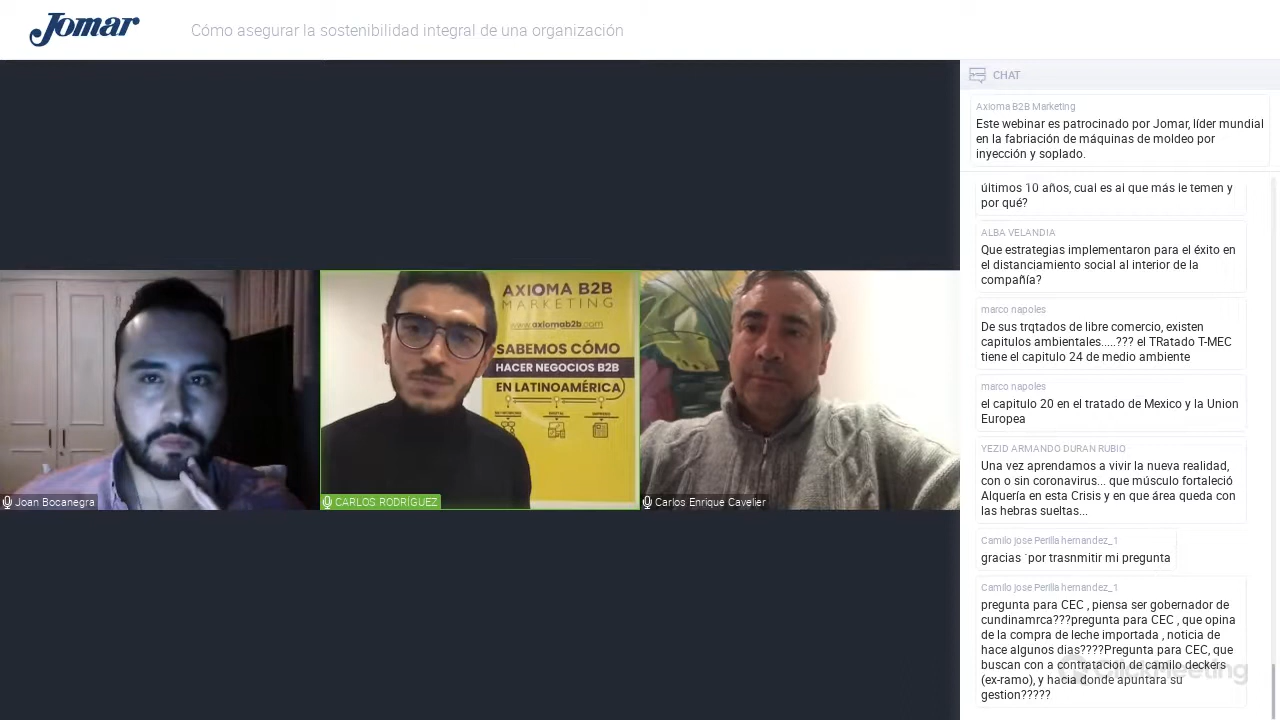 Jomar
Cómo asegurar la sostenibilidad integral de una organización
AXIOMA B2B
MARKETING
www.axiomab2b.com
SABEMOS CÓMO
HACER NEGOCIOS B2B
EN LATINOAMÉRICA
Joan Bocanegra
CARLOS RODRÍGUEZ
Carlos Enrique Cavelier
CHAT
Axioma B2B Marketing
Este webinar es patrocinado por Jomar, líder mundial
en la fabriación de máquinas de moldeo por
inyección y soplado.
últimos 10 años, cual es al que más le temen y
por qué?
ALBA VELANDIA
Que estrategias implementaron para el éxito en
el distanciamiento social al interior de la
compañía?
marco napoles
De sus trqtados de libre comercio, existen
capitulos ambientales.....??? el TRatado T-MEC
tiene el capitulo 24 de medio ambiente
marco napoles
el capitulo 20 en el tratado de Mexico y la Union
Europea
YEZID ARMANDO DURAN RUBIO
Una vez aprendamos a vivir la nueva realidad,
con o sin coronavirus... que músculo fortaleció
Alquería en esta Crisis y en que área queda con
las hebras sueltas...
Camilo jose Perilla hernandez_1
gracias ¨por trasnmitir mi pregunta
Camilo jose Perilla hernandez_1
pregunta para CEC , piensa ser gobernador de
cundinamrca???pregunta para CEC , que opina
de la compra de leche importada , noticia de
hace algunos dias????Pregunta para CEC, que
buscan con a contratacion de camilo deckers
(ex-ramo), y hacia donde apuntara su
gestion?????
ClickMeeting